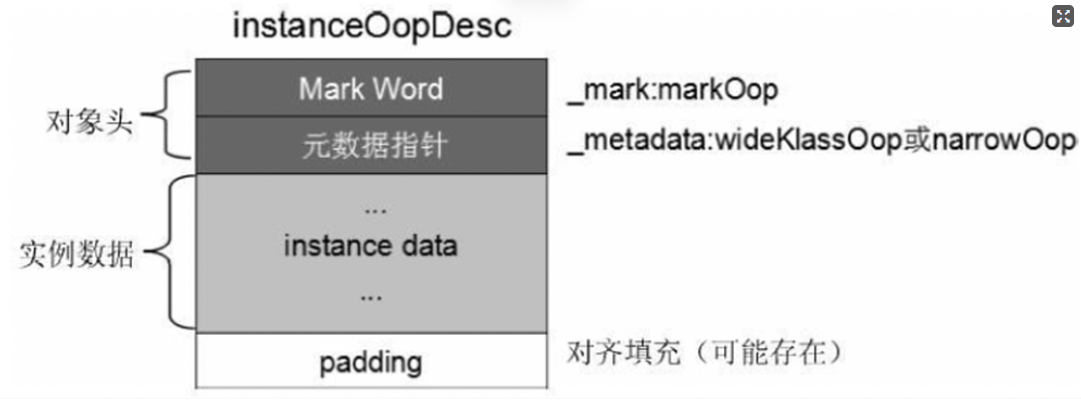 instanceOopDesc
对象头
Mark Word
_mark:markOop
元数据指针
_metadata:wideKlassOop或narrowOop
实例数据
...
instance data
...
padding
对齐填充（可能存在）